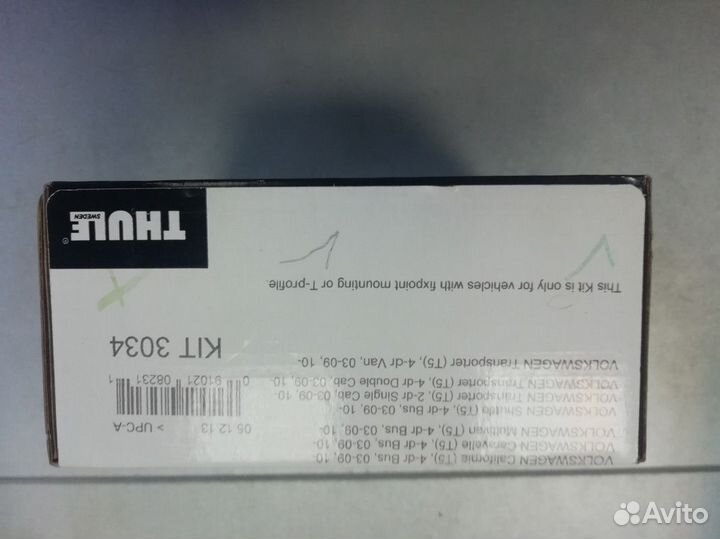 VOLKSWAGEN California (T5), 4-dr Bus, 03-09, 10-
VOLKSWAGEN Caravelle (T5), 4-dr Bus, 03-09, 10-
VOLKSWAGEN Multivan (T5), 4-dr Bus, 03-09, 10-
VOLKSWAGEN Shuttle (T5), 4-dr Bus, 03-09, 10-
VOLKSWAGEN Transporter (T5), 2-dr Single Cab, 03-09, 10-
VOLKSWAGEN Transporter (T5), 4-dr Double Cab, 03-09, 10-
VOLKSWAGEN Transporter (T5), 4-dr Van, 03-09, 10-
05.12.13 > UPC-A
0 91021 08231 1
KIT 3034
This Kit is only for vehicles with fixpoint mounting or T-profile.
THULE®
SWEDEN
Avito